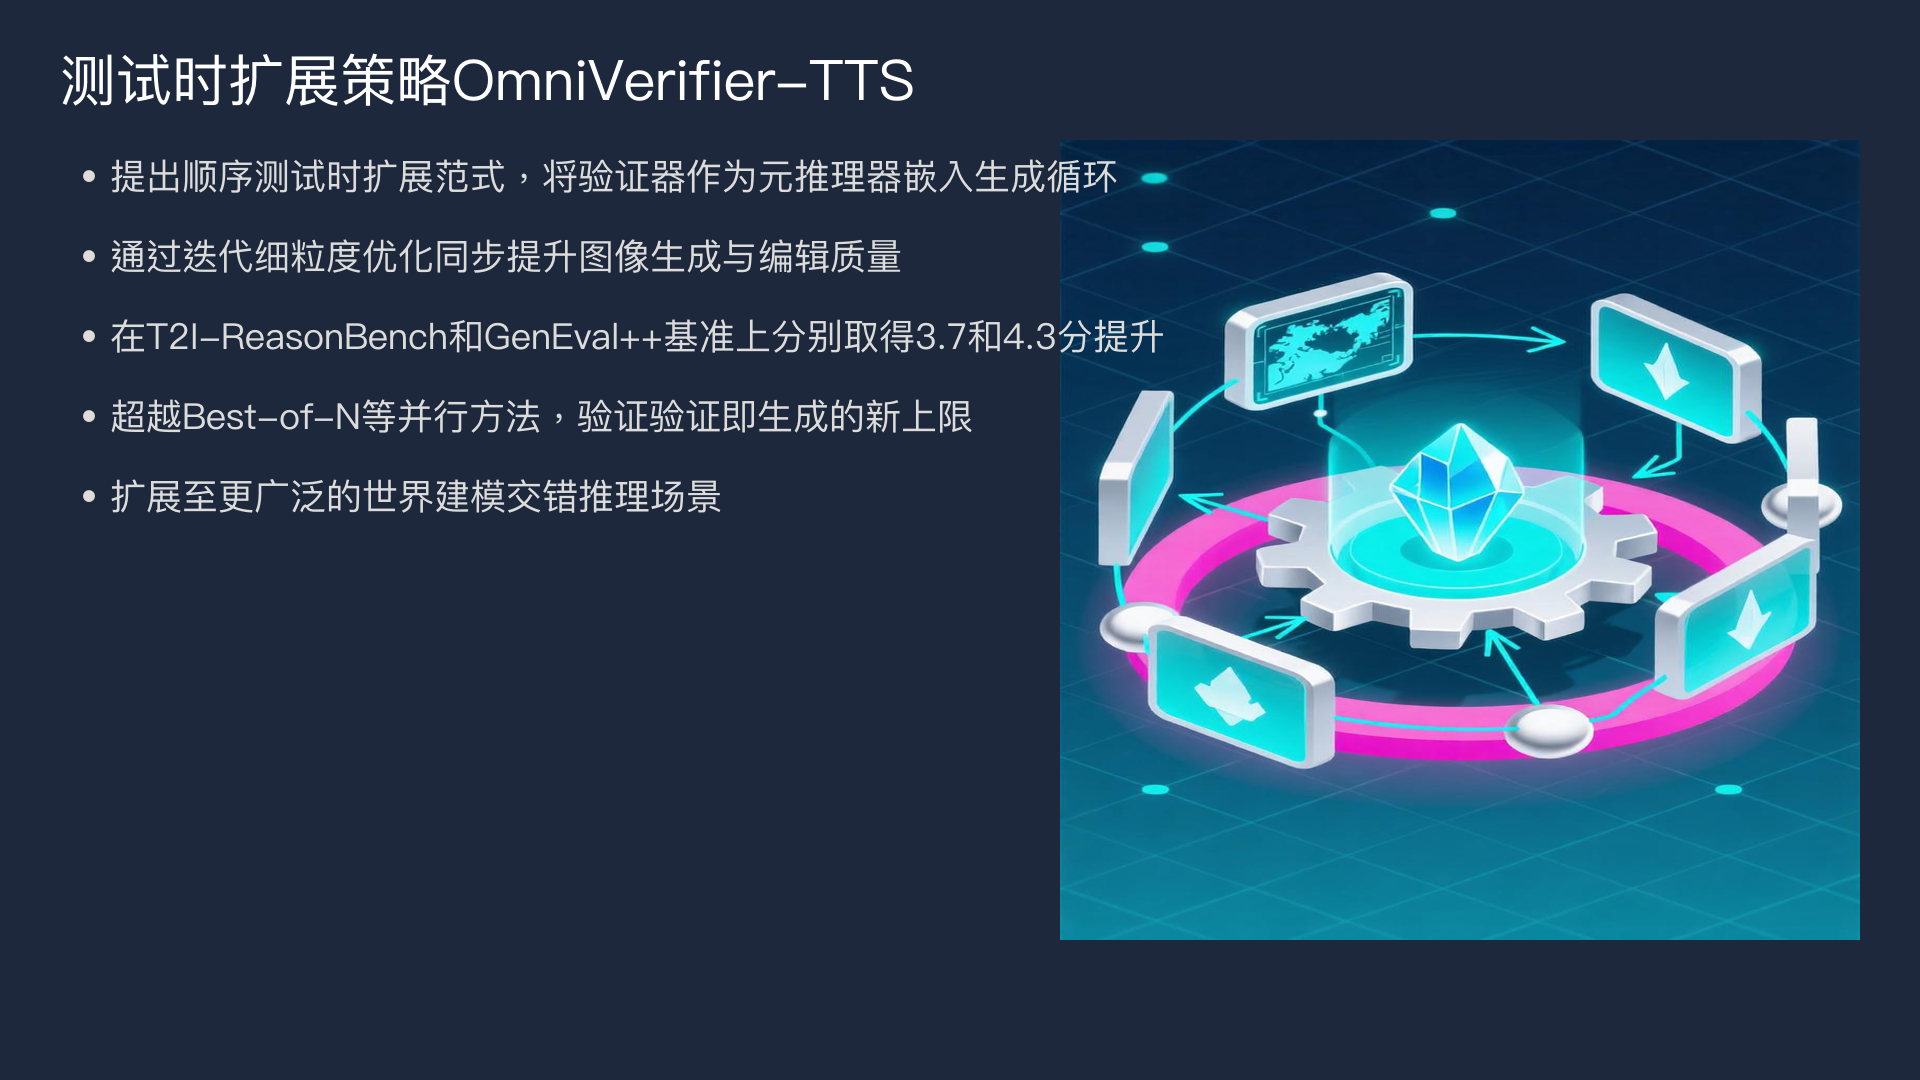 测试时扩展策略OmniVerifier-TTS
• 提出顺序测试时扩展范式，将验证器作为元推理器嵌入生成循环
• 通过迭代细粒度优化同步提升图像生成与编辑质量
• 在T2I-ReasonBench和GenEval++基准上分别取得3.7和4.3分提升
• 超越Best-of-N等并行方法，验证验证即生成的新上限
• 扩展至更广泛的世界建模交错推理场景